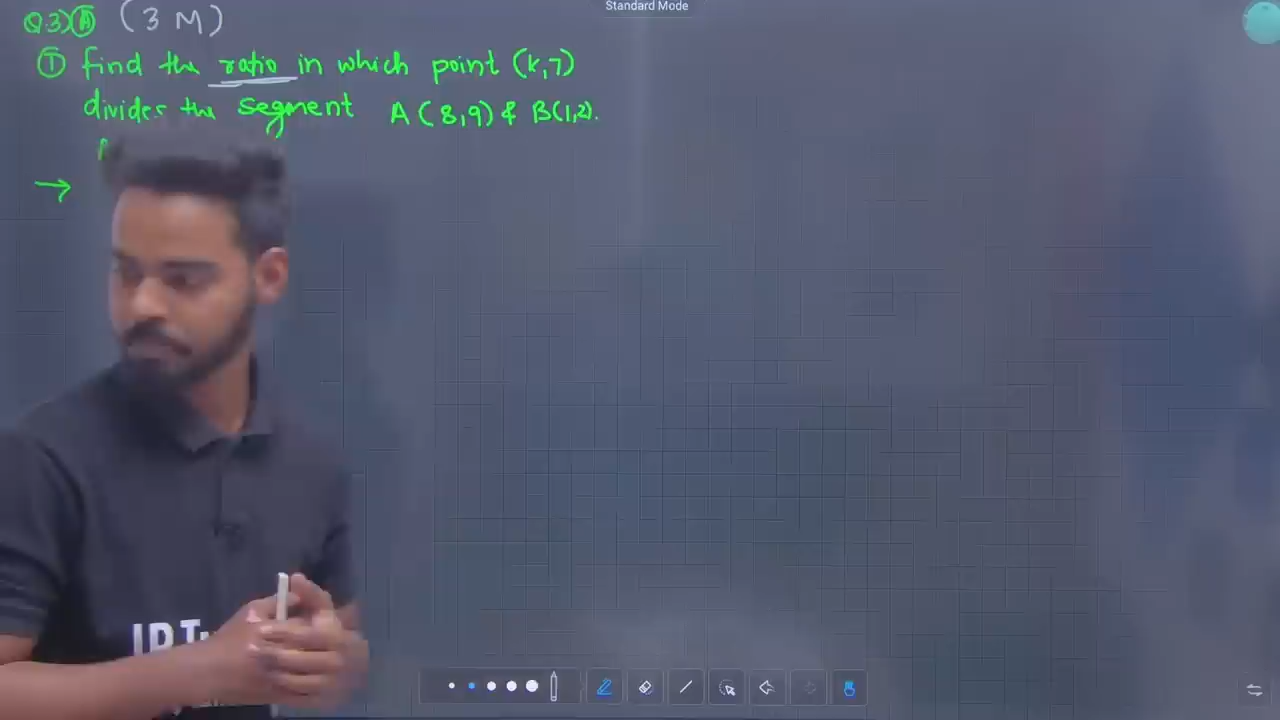 Standard Mode
Q.3) A (3 M)
① find the ratio in which point (k,7)
divides the segment A(8,9) & B(1,2).
→